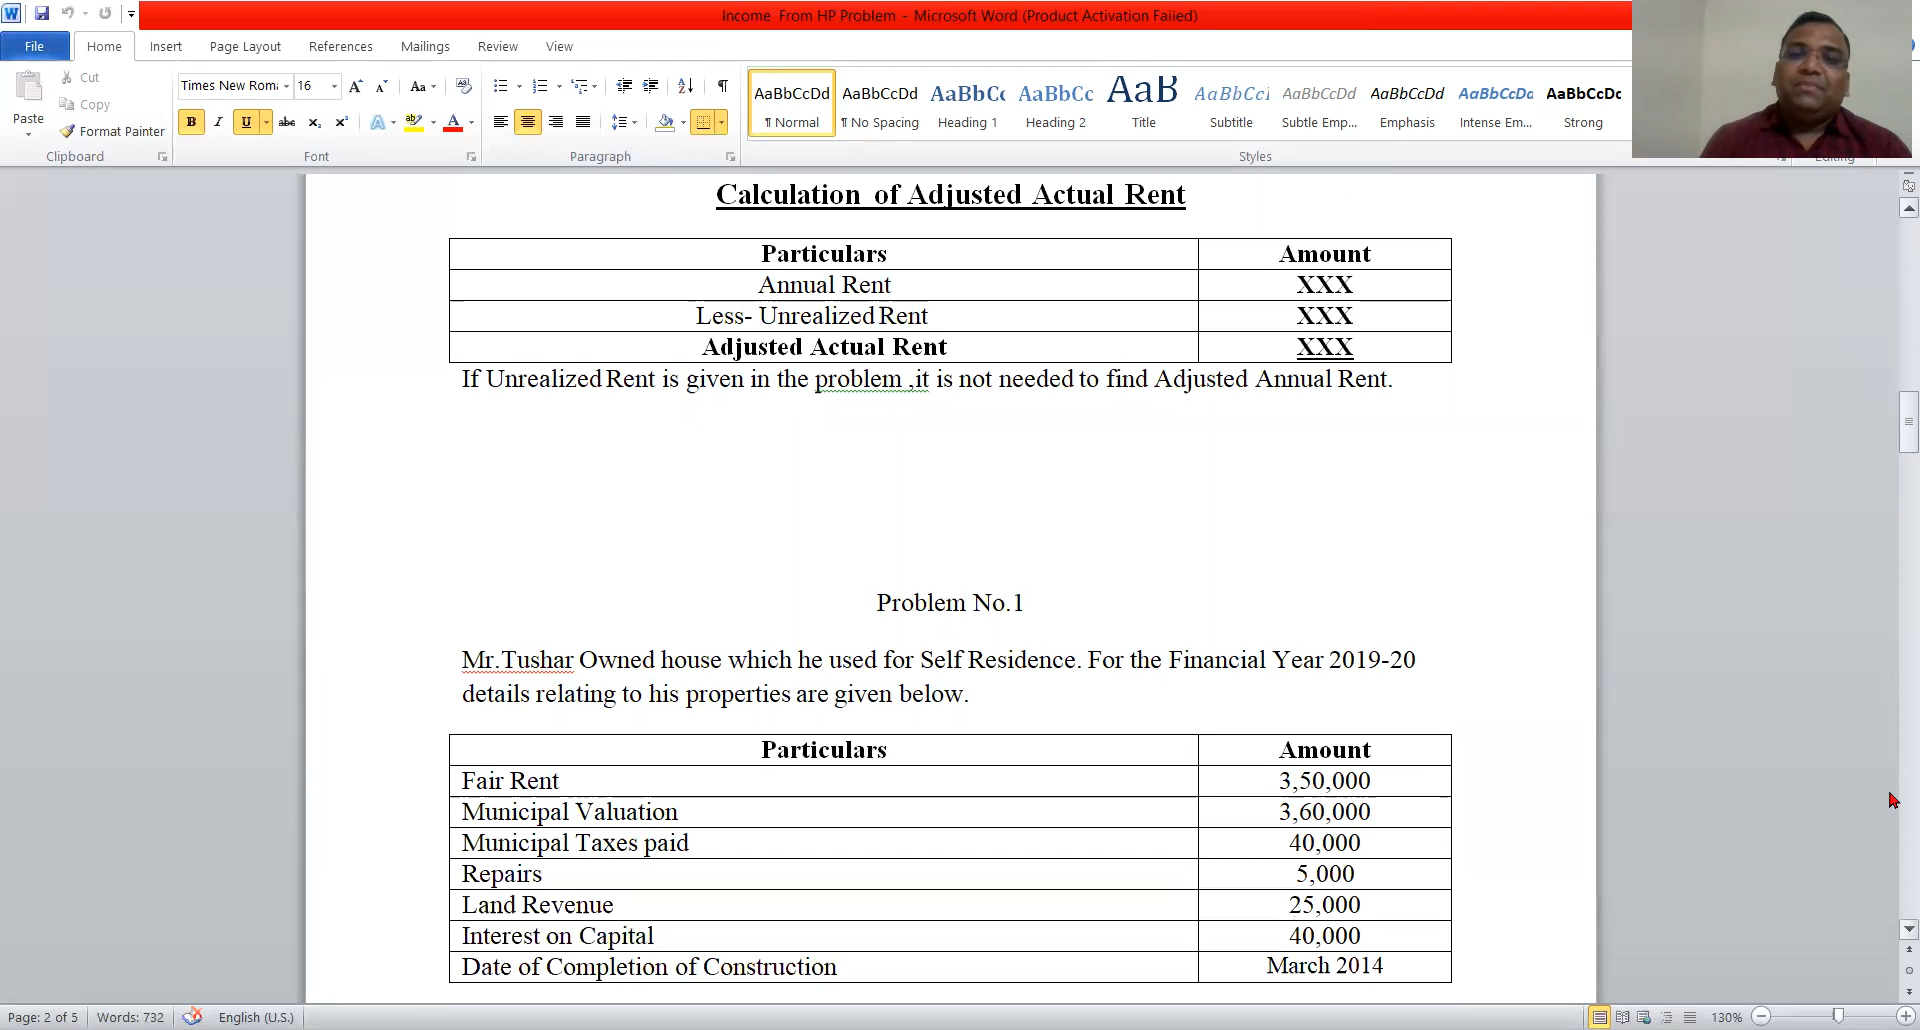 Income From HP Problem - Microsoft Word (Product Activation Failed)
File Home Insert Page Layout References Mailings Review View
Paste
Cut
Copy
Format Painter
Clipboard
Times New Rom 16
Font
Paragraph
AaBbCcDd AaBbCcDd AaBbCc AaBbCc AaB AaBbCcI AaBbCcDd AaBbCcDd AaBbCcDd AaBbCcDc
¶ Normal ¶ No Spacing Heading 1 Heading 2 Title Subtitle Subtle Emp... Emphasis Intense Em... Strong
Styles
Calculation of Adjusted Actual Rent
Particulars Amount
Annual Rent XXX
Less- Unrealized Rent XXX
Adjusted Actual Rent XXX
If Unrealized Rent is given in the problem ,it is not needed to find Adjusted Annual Rent.
Problem No.1
Mr.Tushar Owned house which he used for Self Residence. For the Financial Year 2019-20
details relating to his properties are given below.
Particulars Amount
Fair Rent 3,50,000
Municipal Valuation 3,60,000
Municipal Taxes paid 40,000
Repairs 5,000
Land Revenue 25,000
Interest on Capital 40,000
Date of Completion of Construction March 2014
Page: 2 of 5 Words: 732 English (U.S.) 130%